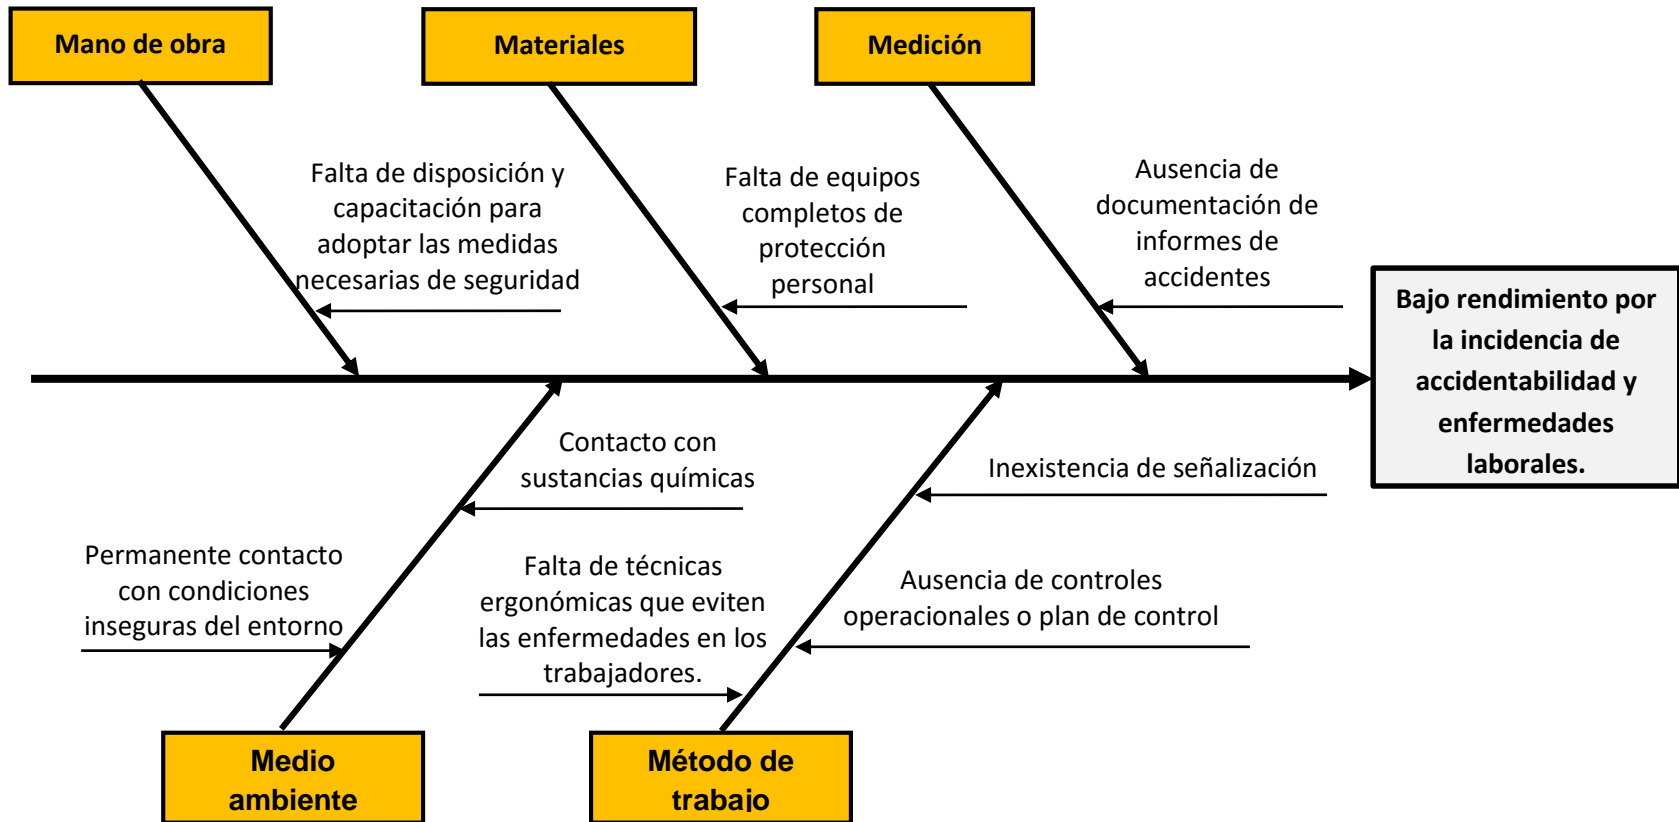 Mano de obra
Materiales
Medición
Falta de disposición y
capacitación para
adoptar las medidas
necesarias de seguridad
Falta de equipos
completos de
protección
personal
Ausencia de
documentación de
informes de
accidentes
Bajo rendimiento por
la incidencia de
accidentabilidad y
enfermedades
laborales.
Contacto con
sustancias químicas
Inexistencia de señalización
Permanente contacto
con condiciones
inseguras del entorno
Falta de técnicas
ergonómicas que eviten
las enfermedades en los
trabajadores.
Ausencia de controles
operacionales o plan de control
Medio
ambiente
Método de
trabajo